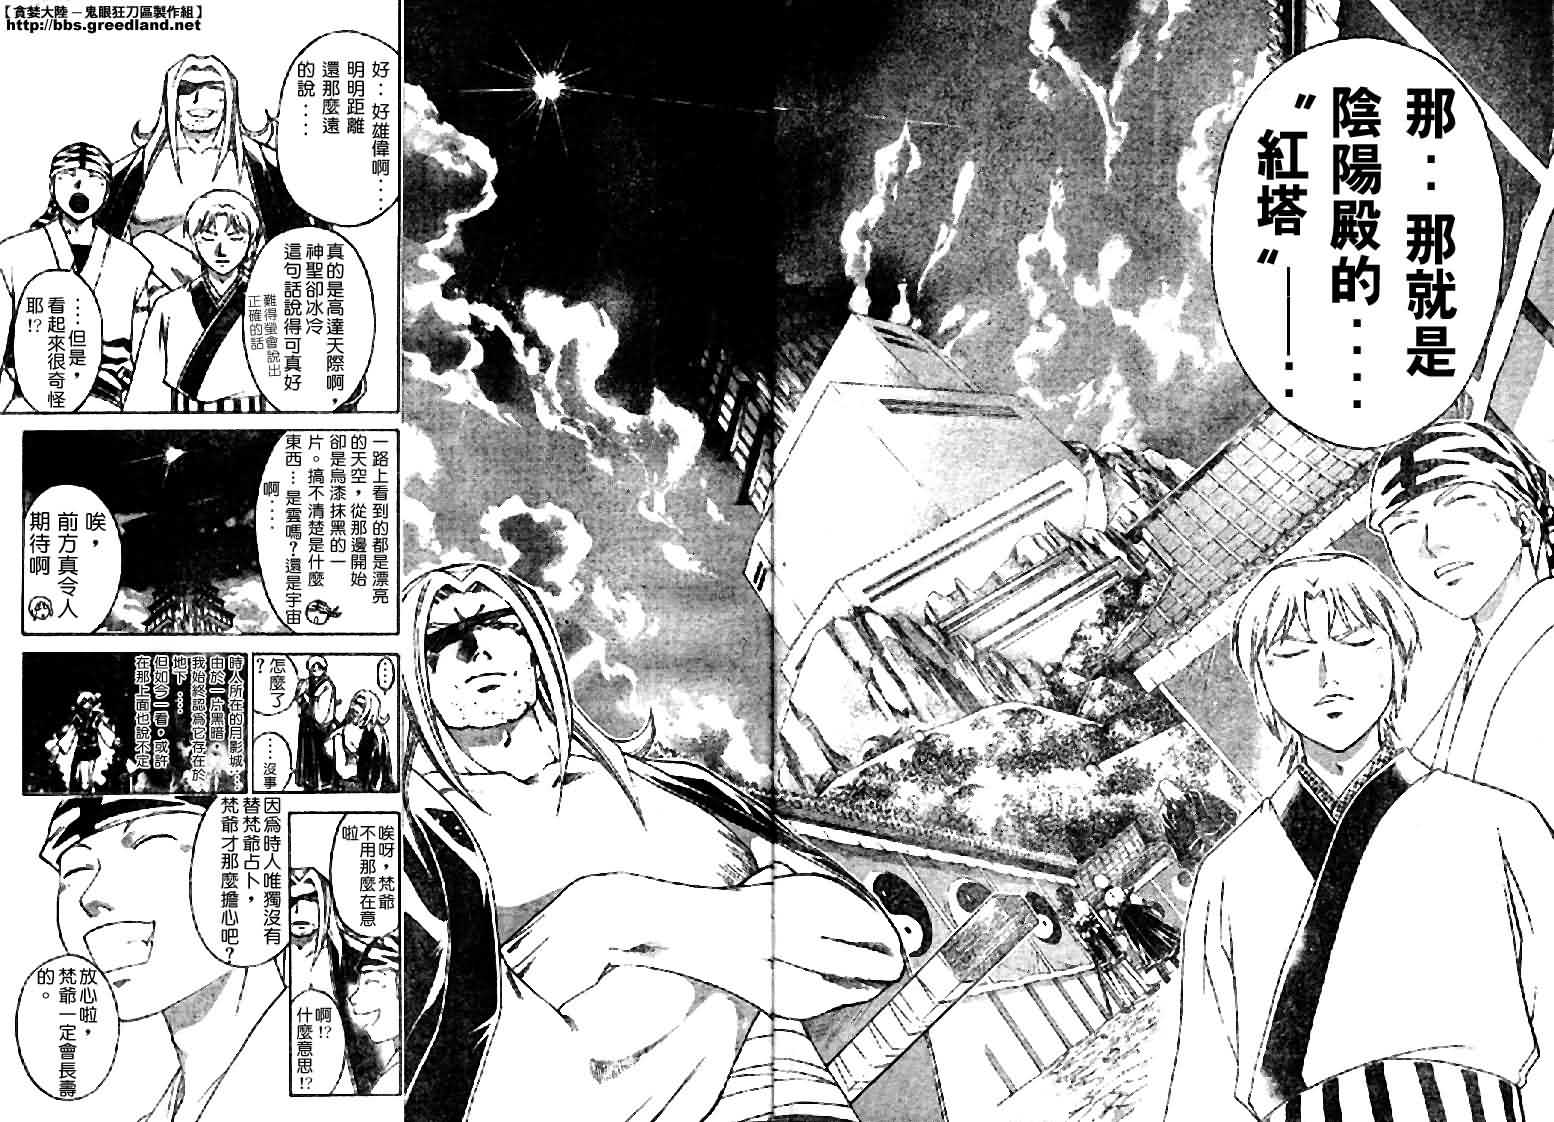 【貪婪大陸－鬼眼狂刀區製作組】
http://bbs.greedland.net
那‥那就是
陰陽殿的‥‥
〝紅塔〞——‥
好‥好雄偉啊‥‥
明明距離
還那麼遠
的說‥‥
真的是高達天際啊，
神聖卻冰冷
這句話說得可真好
難得螢會說出
正確的話
‥‥但是，
看起來很奇怪
耶!?
一路上看到的都是漂亮
的天空，從那邊開始
卻是烏漆抹黑的一
片。搞不清楚是什麼
東西‥是雲嗎？還是宇宙
啊‥‥
唉，
前方真令人
期待啊
‥‥
怎麼了
？
‥‥沒事
時人所在的月影城‥‥
由於一片黑暗，
我始終認為它存在於
地下‥‥
但如今一看，或許
在那上面也說不定
唉呀，梵爺
不用那麼在意
啦
啊!?
什麼意思!?
因為時人唯獨沒有
替梵爺占卜，
梵爺才那麼擔心吧？
放心啦，
梵爺一定會長壽
的。